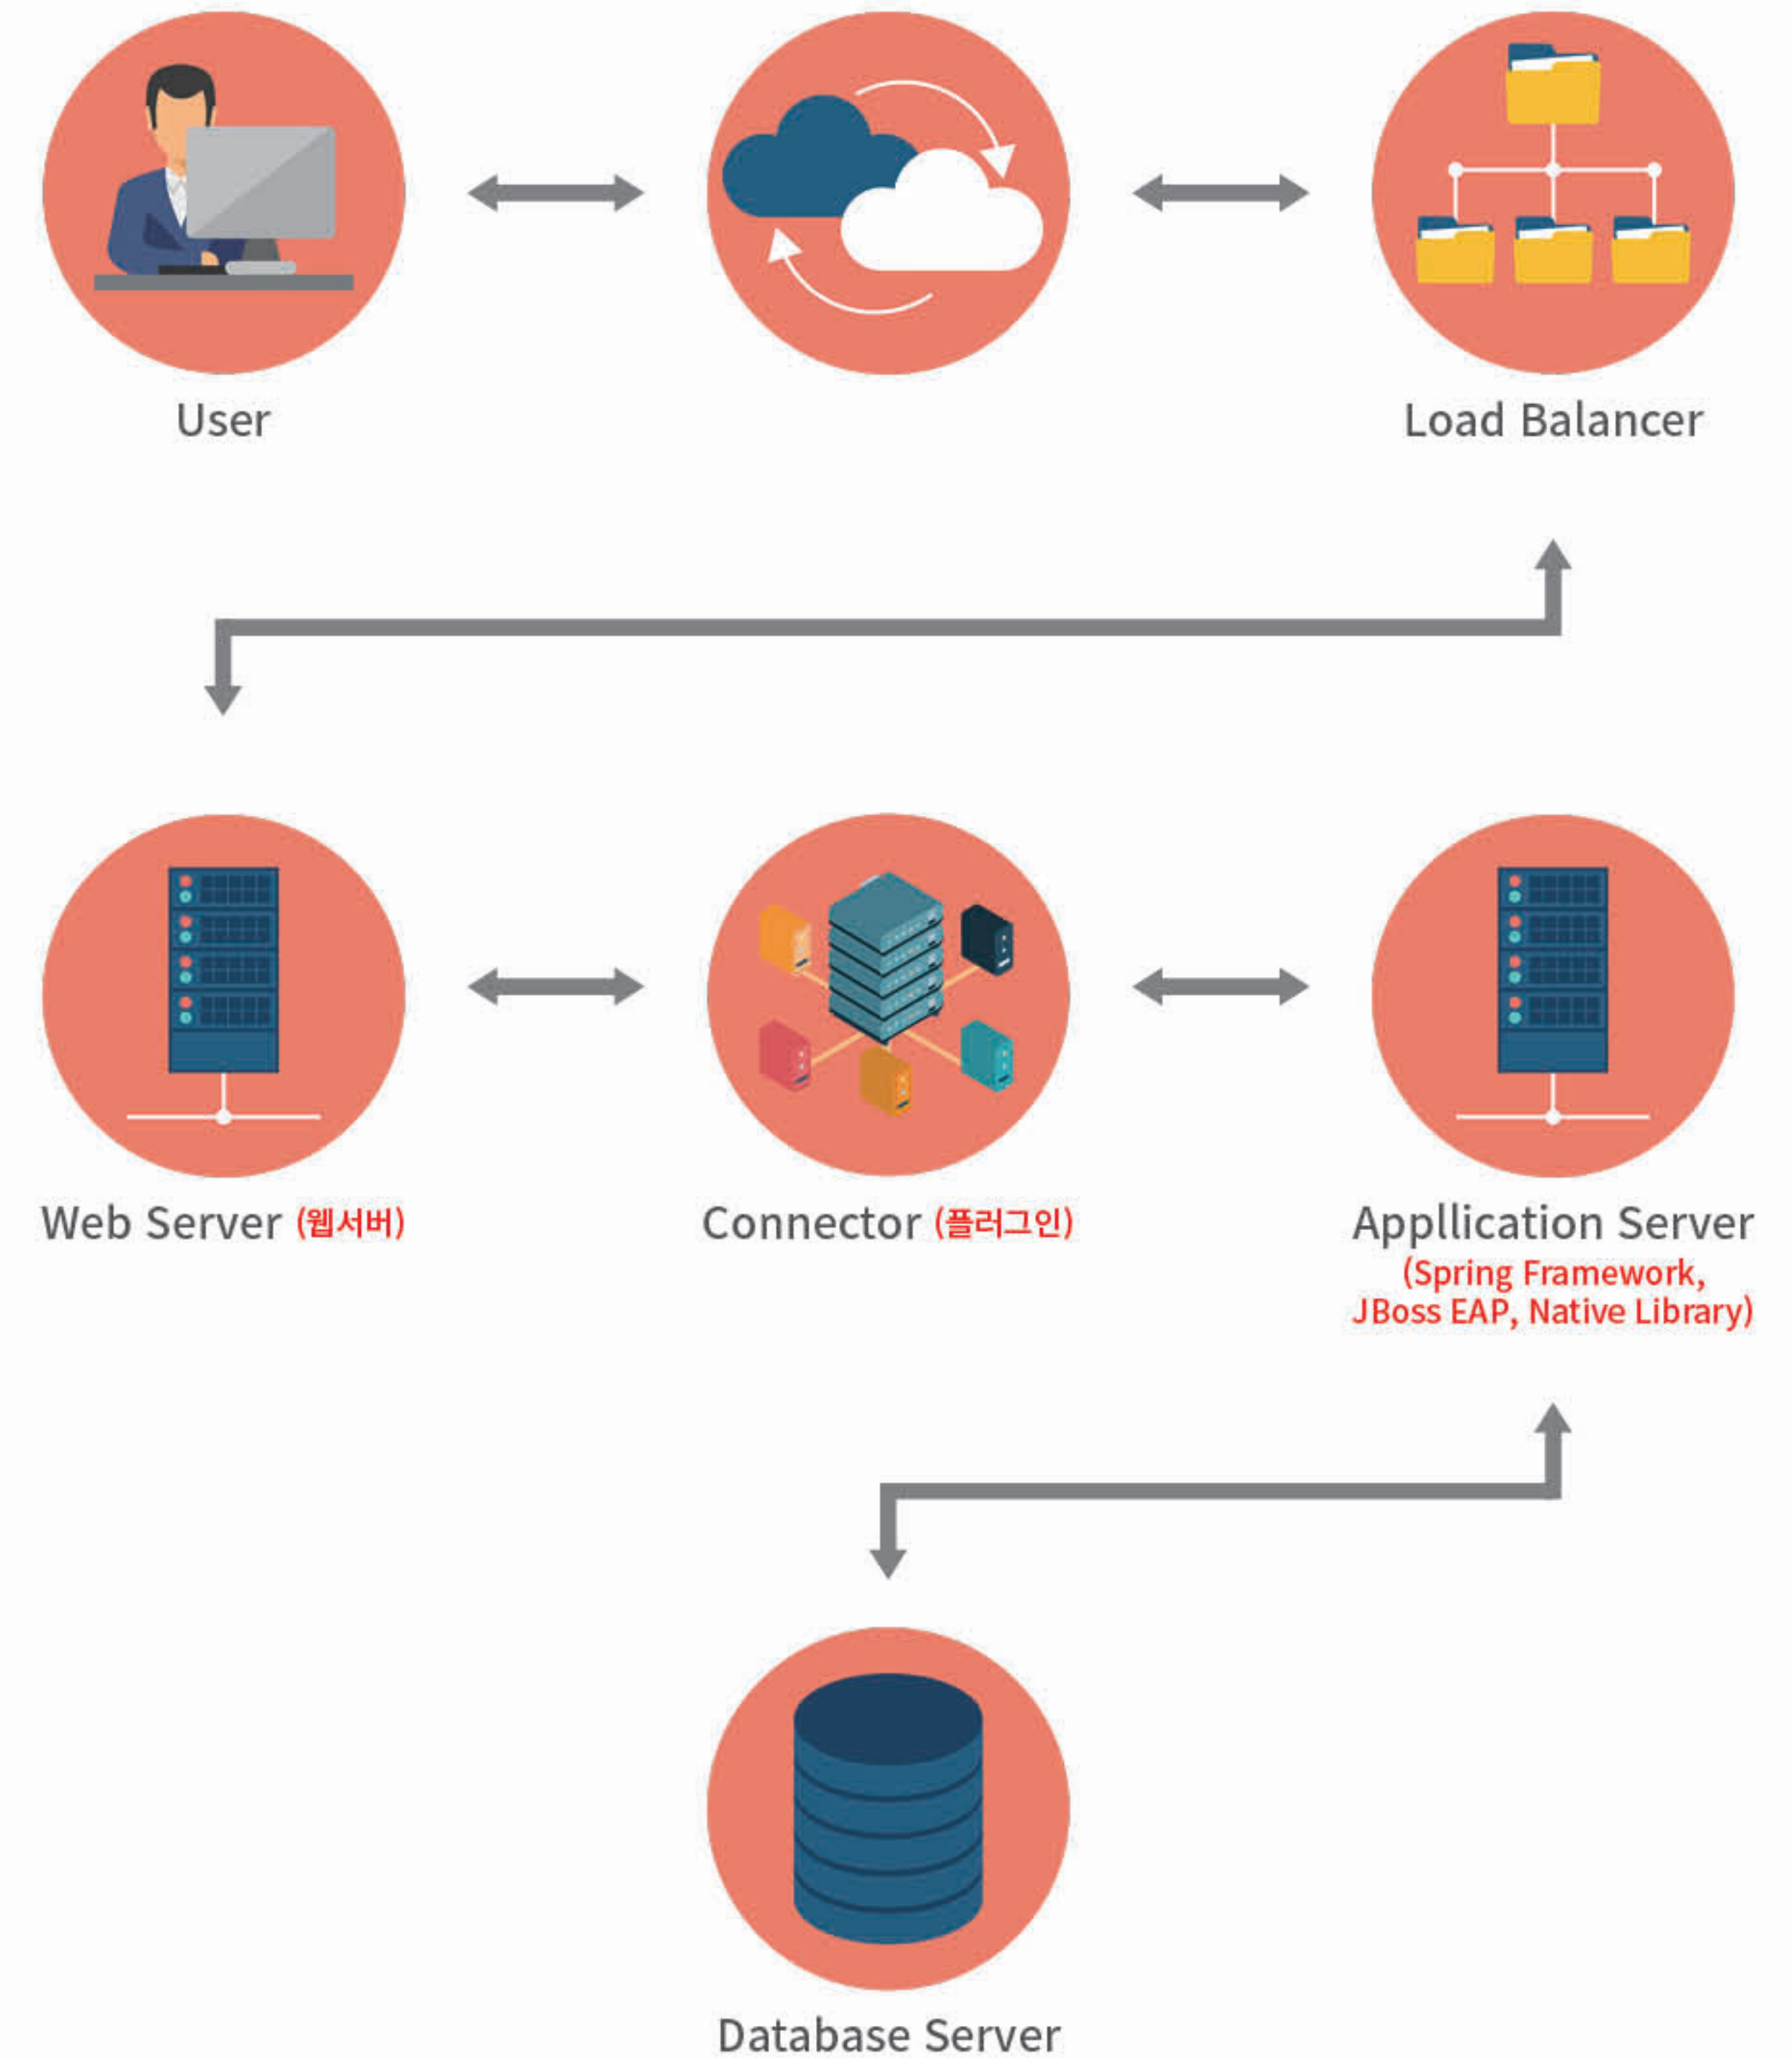 User
Load Balancer
Web Server (웹서버)
Connector (플러그인)
Appllication Server
(Spring Framework,
JBoss EAP, Native Library)
Database Server